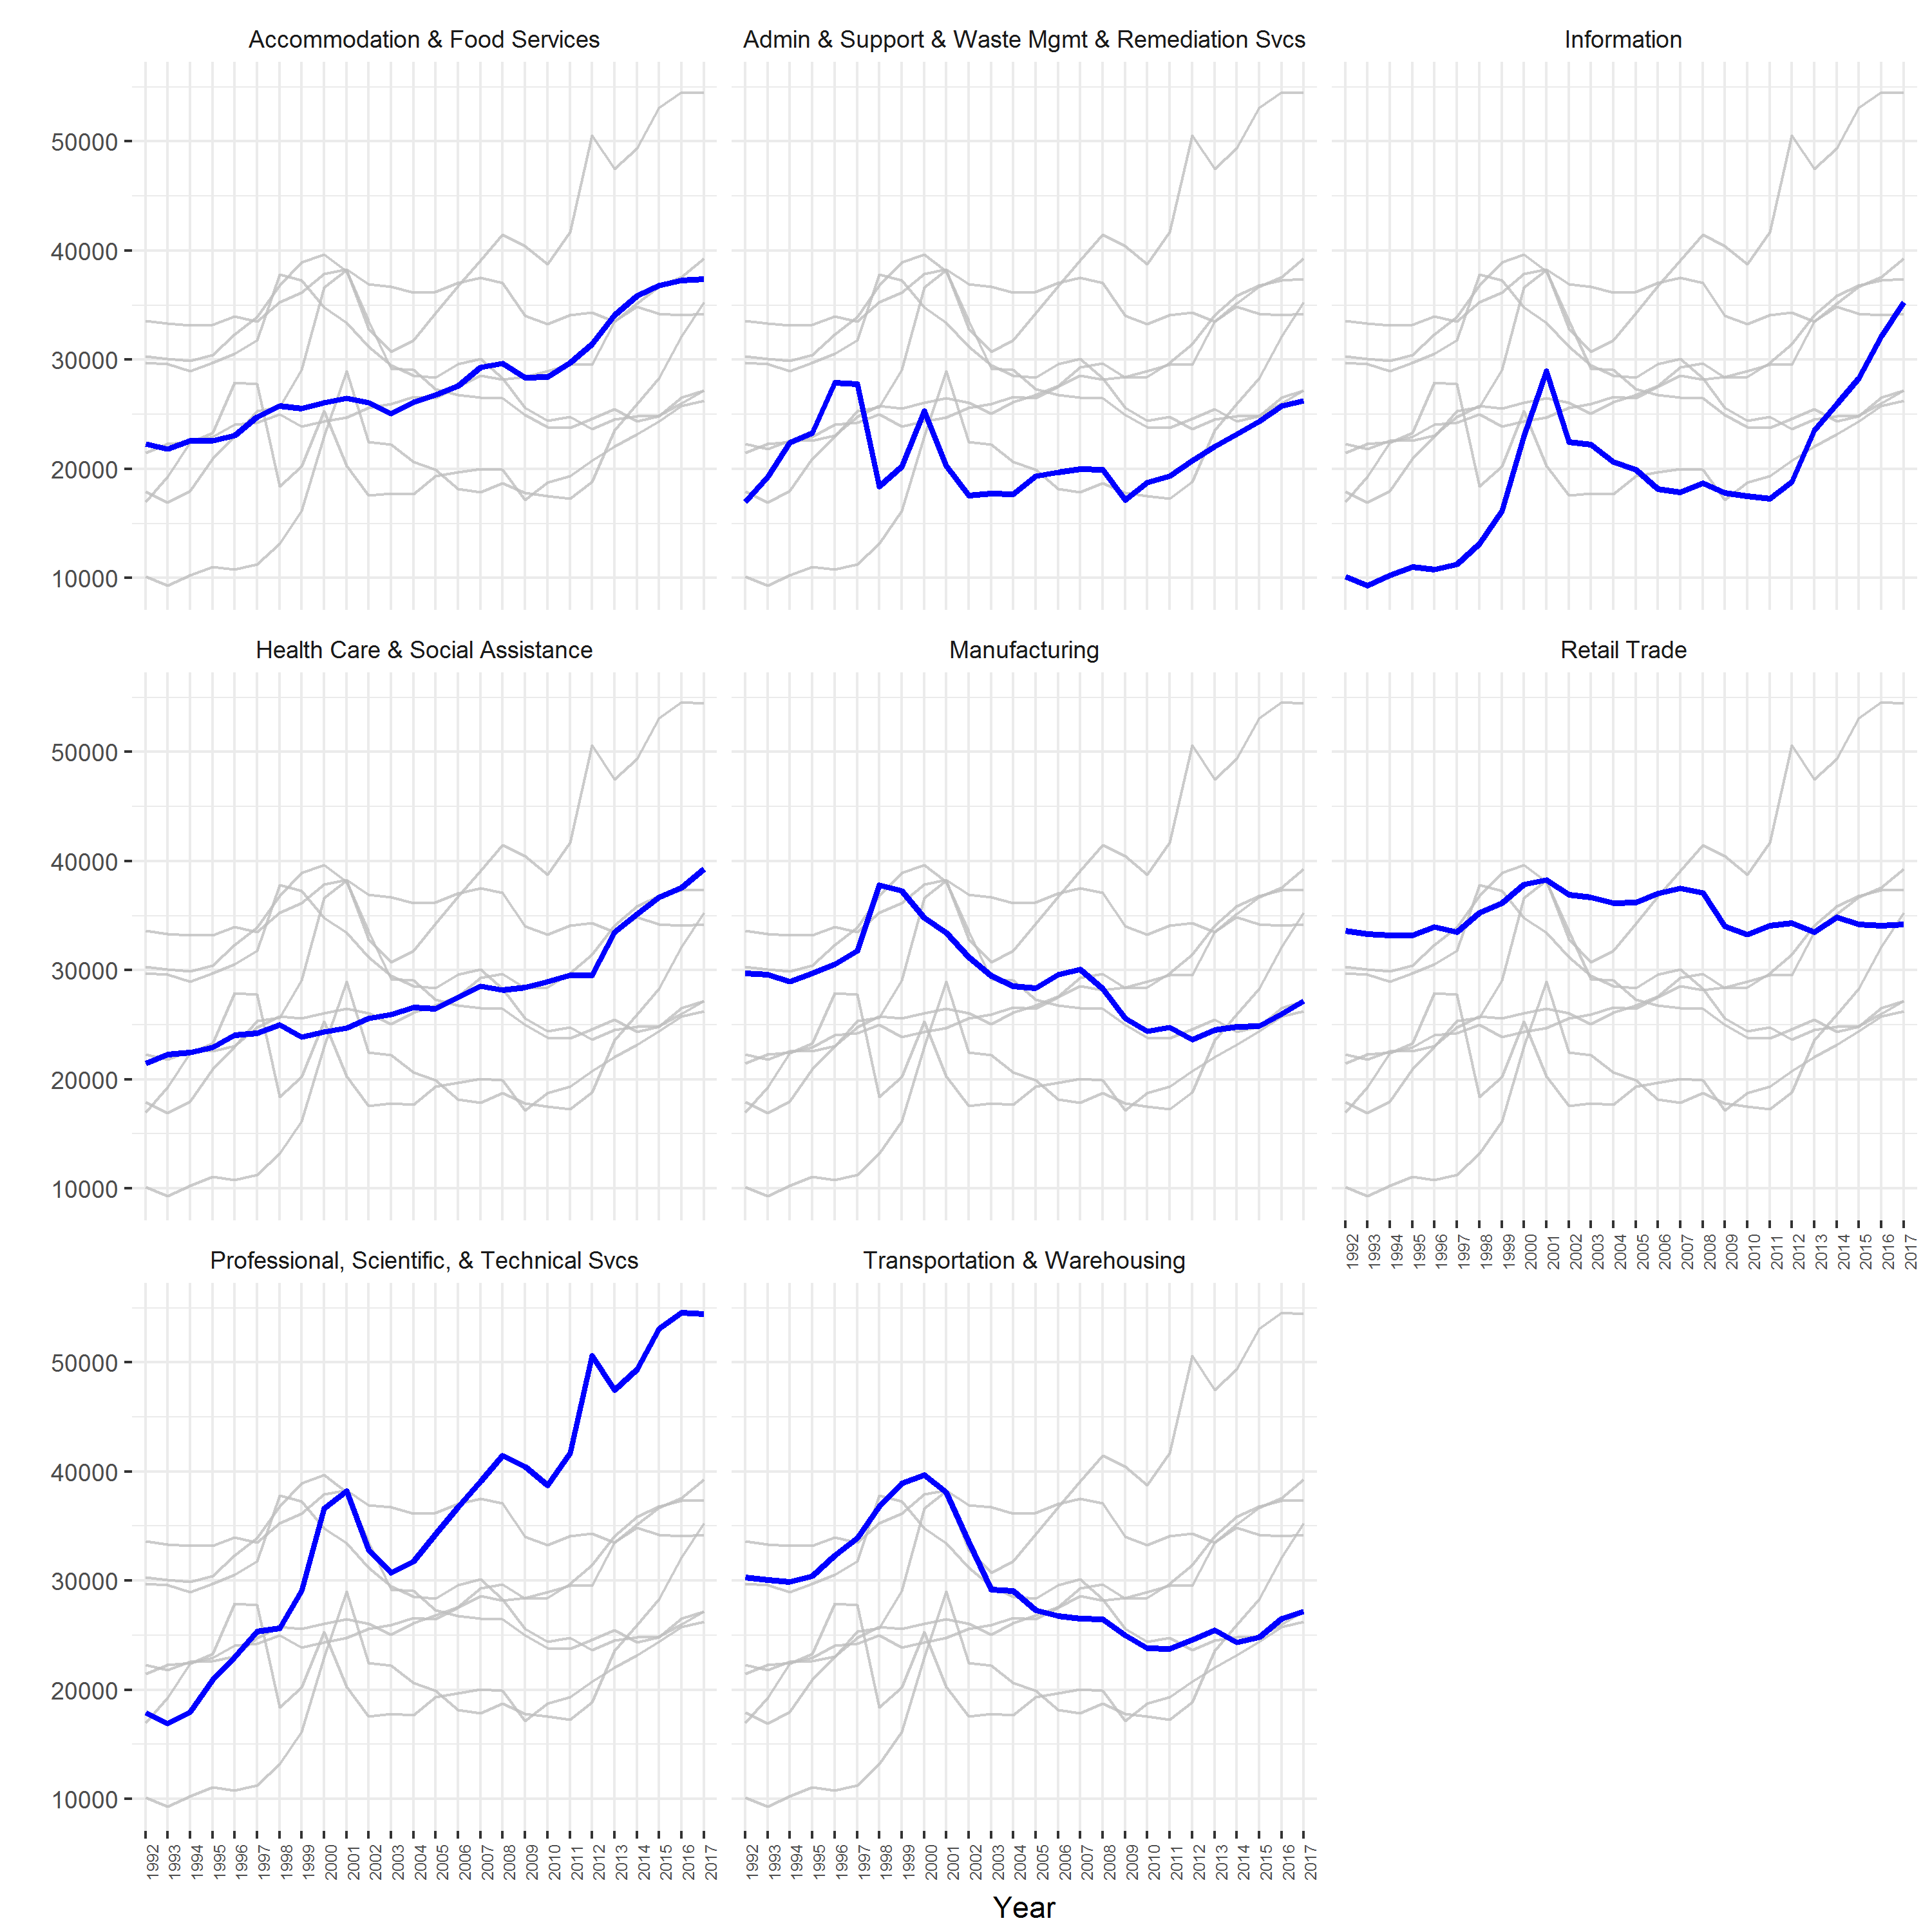 Accommodation & Food Services
Admin & Support & Waste Mgmt & Remediation Svcs
Information
50000
40000
30000
20000
10000
Health Care & Social Assistance
Manufacturing
Retail Trade
50000
40000
30000
20000
10000
1992 1993 1994 1995 1996 1997 1998 1999 2000 2001 2002 2003 2004 2005 2006 2007 2008 2009 2010 2011 2012 2013 2014 2015 2016 2017
Professional, Scientific, & Technical Svcs
Transportation & Warehousing
50000
40000
30000
20000
10000
1992 1993 1994 1995 1996 1997 1998 1999 2000 2001 2002 2003 2004 2005 2006 2007 2008 2009 2010 2011 2012 2013 2014 2015 2016 2017
1992 1993 1994 1995 1996 1997 1998 1999 2000 2001 2002 2003 2004 2005 2006 2007 2008 2009 2010 2011 2012 2013 2014 2015 2016 2017
Year